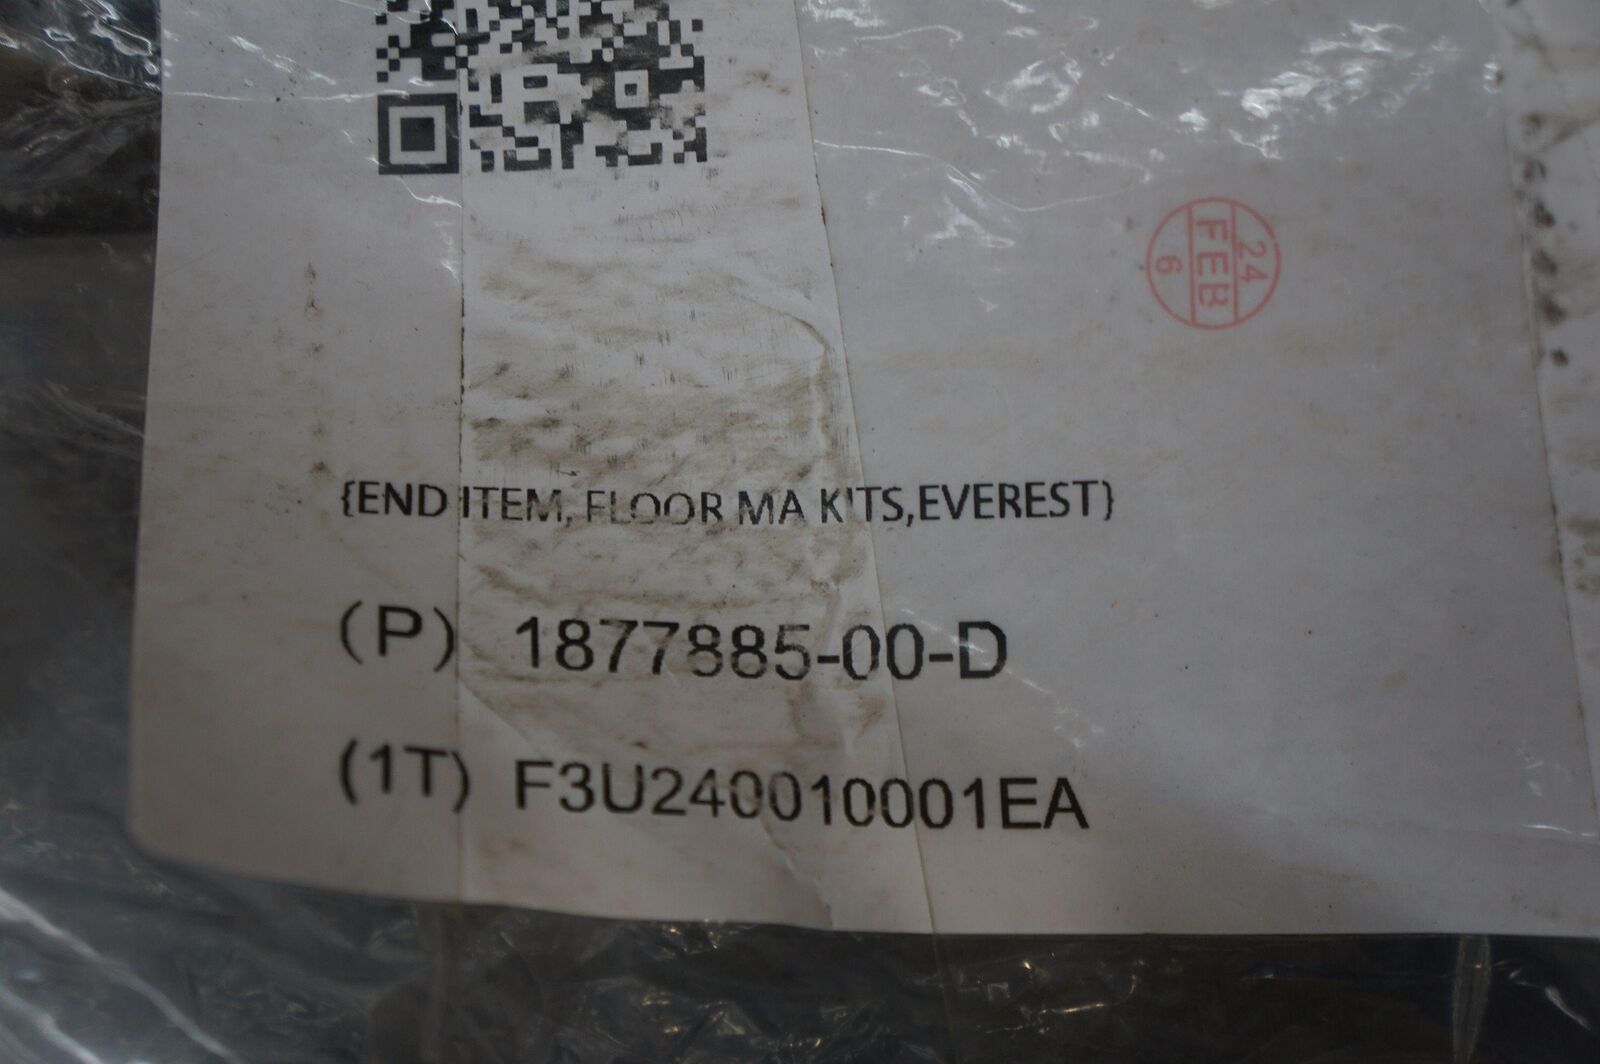 24
FEB
6
{END ITEM, FLOOR MA KITS,EVEREST}
(P) 1877885-00-D
(1T) F3U240010001EA